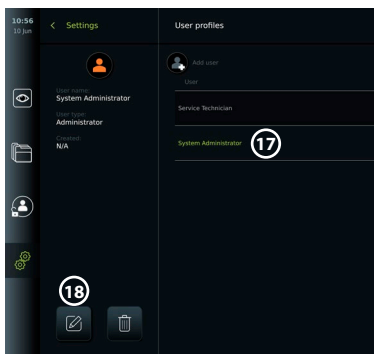 10:56
10 Jun
Settings
User profiles
Add user
User
User name:
System Administrator
User type:
Administrator
Created:
N/A
Service Technician
System Administrator
17
18